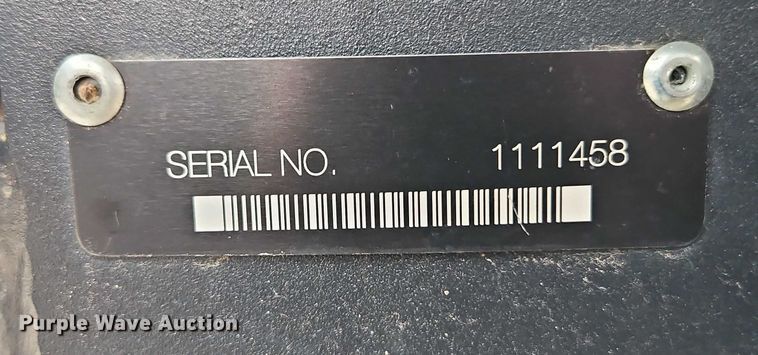 SERIAL NO. 1111458
Purple Wave Auction